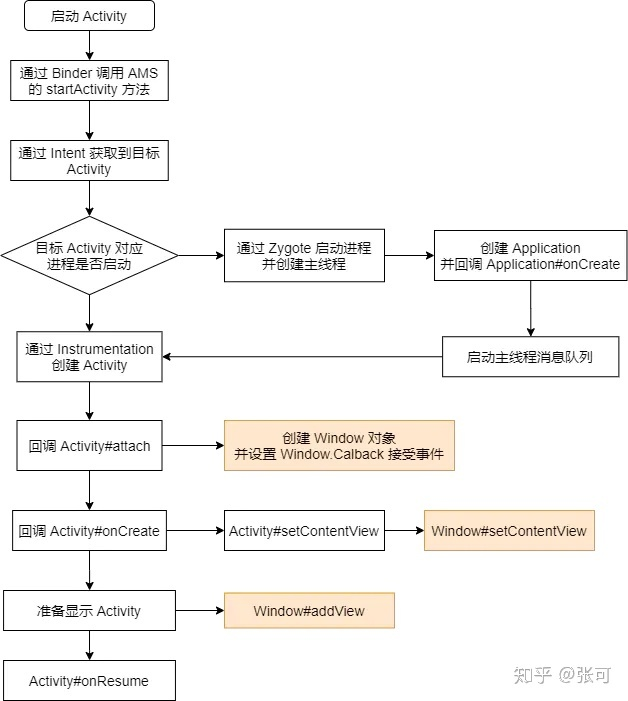 启动 Activity
通过 Binder 调用 AMS
的 startActivity 方法
通过 Intent 获取到目标
Activity
目标 Activity 对应
进程是否启动
通过 Zygote 启动进程
并创建主线程
创建 Application
并回调 Application#onCreate
启动主线程消息队列
通过 Instrumentation
创建 Activity
回调 Activity#attach
创建 Window 对象
并设置 Window.Calback 接受事件
回调 Activity#onCreate
Activity#setContentView
Window#setContentView
准备显示 Activity
Window#addView
Activity#onResume
知乎 @张可